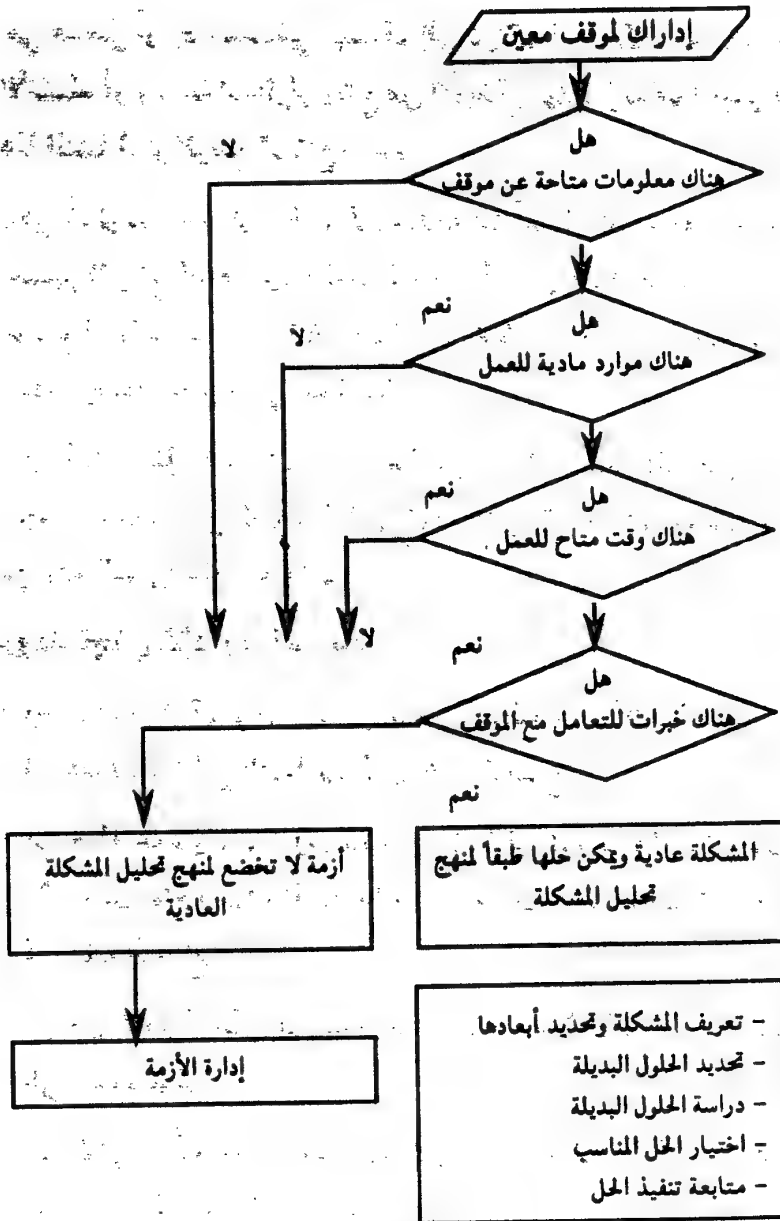 إداراك لموقف معين
هل
هناك معلومات متاحة عن موقف
لا
نعم
هل
هناك موارد مادية للعمل
لا
نعم
هل
هناك وقت متاح للعمل
لا
نعم
هل
هناك خبرات للتعامل مع الموقف
نعم
المشكلة عادية ويمكن حلها طبقاً لمنهج
تحليل المشكلة
أزمة لا تخضع لمنهج تحليل المشكلة
العادية
إدارة الأزمة
- تعريف المشكلة وتحديد أبعادها
- تحديد الحلول البديلة
- دراسة الحلول البديلة
- اختيار الحل المناسب
- متابعة تنفيذ الحل